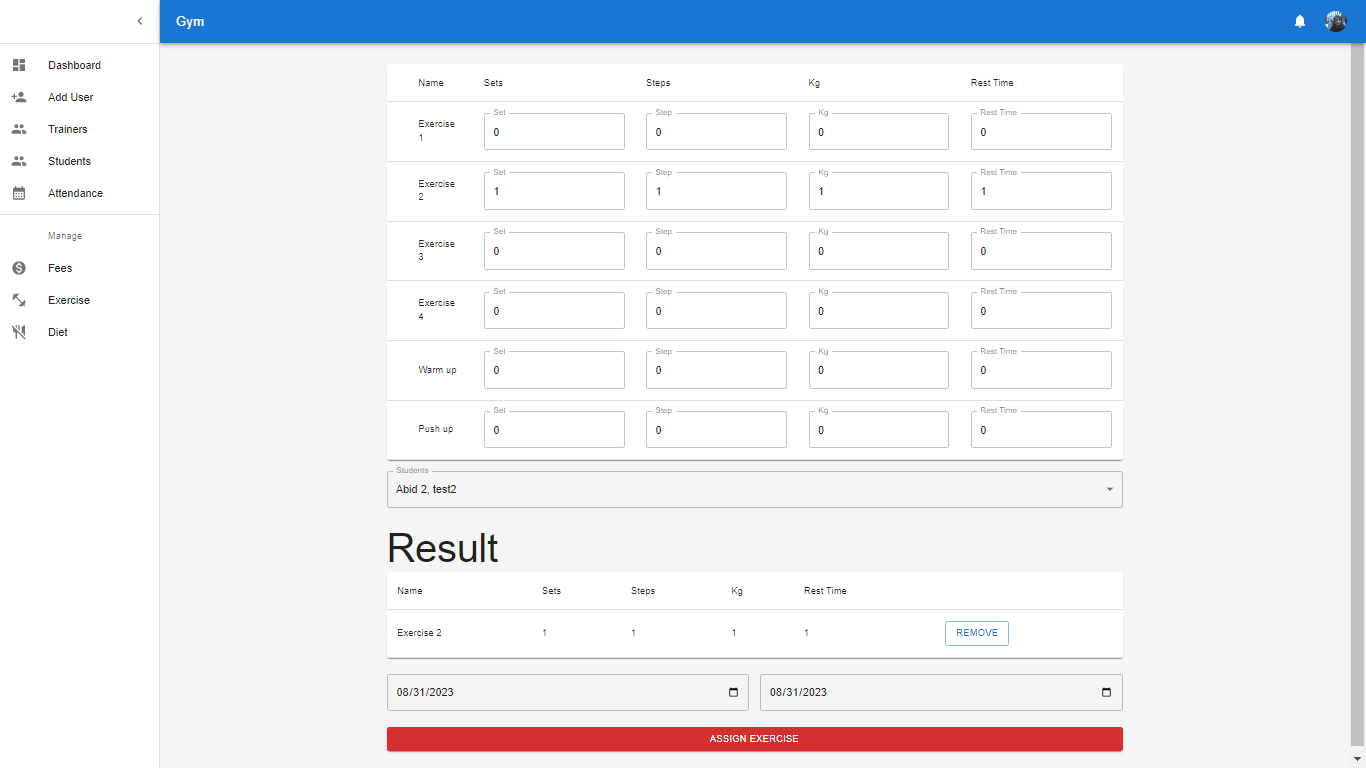 Gym
Dashboard
Add User
Trainers
Students
Attendance
Manage
Fees
Exercise
Diet
Name Sets Steps Kg Rest Time
Set Step Kg Rest Time
Exercise 1 0 0 0 0
Set Step Kg Rest Time
Exercise 2 1 1 1 1
Set Step Kg Rest Time
Exercise 3 0 0 0 0
Set Step Kg Rest Time
Exercise 4 0 0 0 0
Set Step Kg Rest Time
Warm up 0 0 0 0
Set Step Kg Rest Time
Push up 0 0 0 0
Students
Abid 2, test2
Result
Name Sets Steps Kg Rest Time
Exercise 2 1 1 1 1 REMOVE
08/31/2023 08/31/2023
ASSIGN EXERCISE